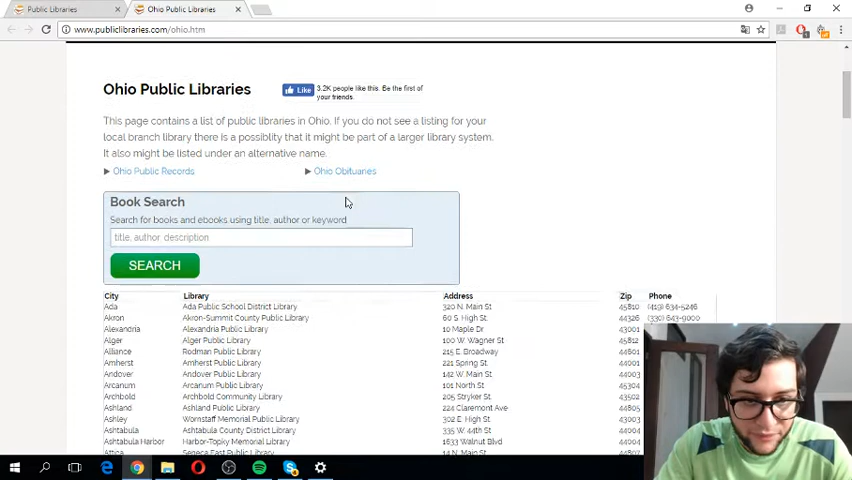 Public Libraries
Ohio Public Libraries
www.publiclibraries.com/ohio.htm
Ohio Public Libraries
Like
3.2K people like this. Be the first of
your friends.
This page contains a list of public libraries in Ohio. If you do not see a listing for your
local branch library there is a possiblity that it might be part of a larger library system.
It also might be listed under an alternative name.
Ohio Public Records
Ohio Obituaries
Book Search
Search for books and ebooks using title, author or keyword
title, author, description
SEARCH
City Library Address Zip Phone
Ada Ada Public School District Library 320 N. Main St 45810 (419) 634-5246
Akron Akron-Summit County Public Library 60 S. High St. 44326 (330) 643-9000
Alexandria Alexandria Public Library 10 Maple Dr 43001
Alger Alger Public Library 100 W. Wagner St 45812
Alliance Rodman Public Library 215 E. Broadway 44601
Amherst Amherst Public Library 221 Spring St. 44001
Andover Andover Public Library 142 W. Main St 44003
Arcanum Arcanum Public Library 101 North St 45304
Archbold Archbold Community Library 205 Stryker St. 43502
Ashland Ashland Public Library 224 Claremont Ave 44805
Ashley Wornstaff Memorial Public Library 302 E. High St 43003
Ashtabula Ashtabula County District Library 335 W. 44th St 44004
Ashtabula Harbor Harbor-Topky Memorial Library 1633 Walnut Blvd 44004
Attica Seneca East Public Library 14 N. Main St